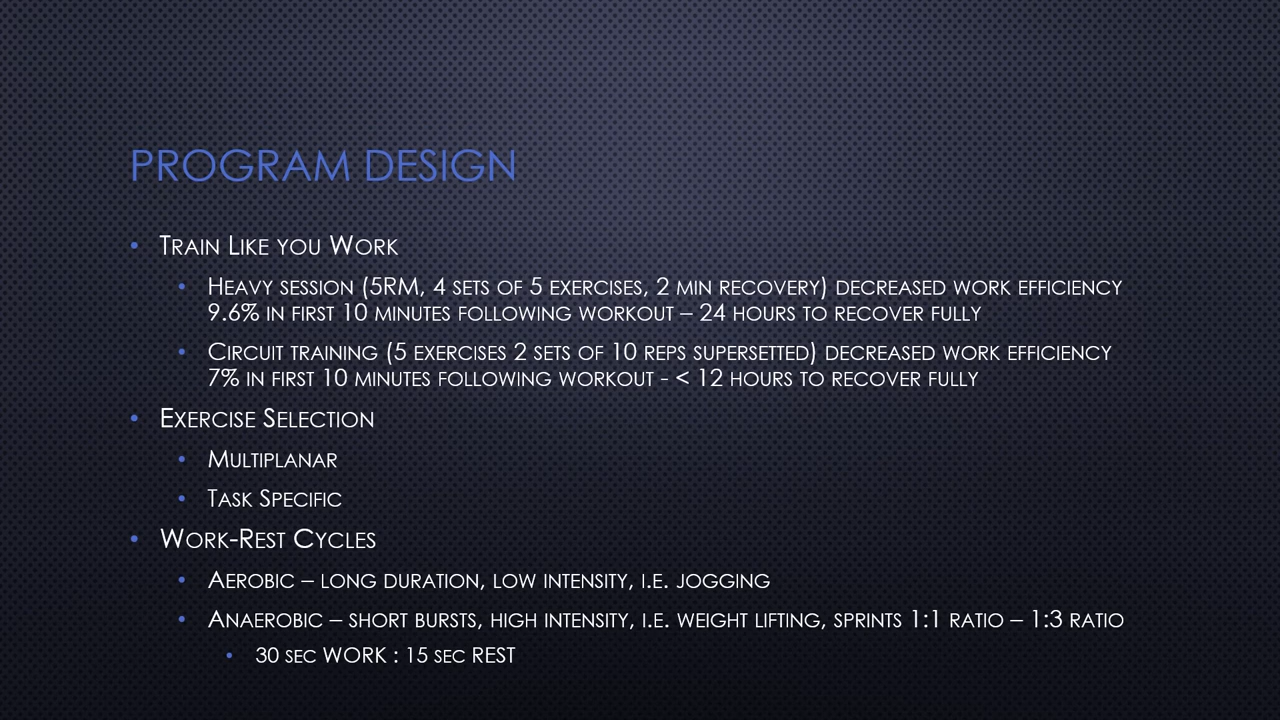 PROGRAM DESIGN
• TRAIN LIKE YOU WORK
• HEAVY SESSION (5RM, 4 SETS OF 5 EXERCISES, 2 MIN RECOVERY) DECREASED WORK EFFICIENCY
9.6% IN FIRST 10 MINUTES FOLLOWING WORKOUT – 24 HOURS TO RECOVER FULLY
• CIRCUIT TRAINING (5 EXERCISES 2 SETS OF 10 REPS SUPERSETTED) DECREASED WORK EFFICIENCY
7% IN FIRST 10 MINUTES FOLLOWING WORKOUT - < 12 HOURS TO RECOVER FULLY
• EXERCISE SELECTION
• MULTIPLANAR
• TASK SPECIFIC
• WORK-REST CYCLES
• AEROBIC – LONG DURATION, LOW INTENSITY, I.E. JOGGING
• ANAEROBIC – SHORT BURSTS, HIGH INTENSITY, I.E. WEIGHT LIFTING, SPRINTS 1:1 RATIO – 1:3 RATIO
• 30 SEC WORK : 15 SEC REST